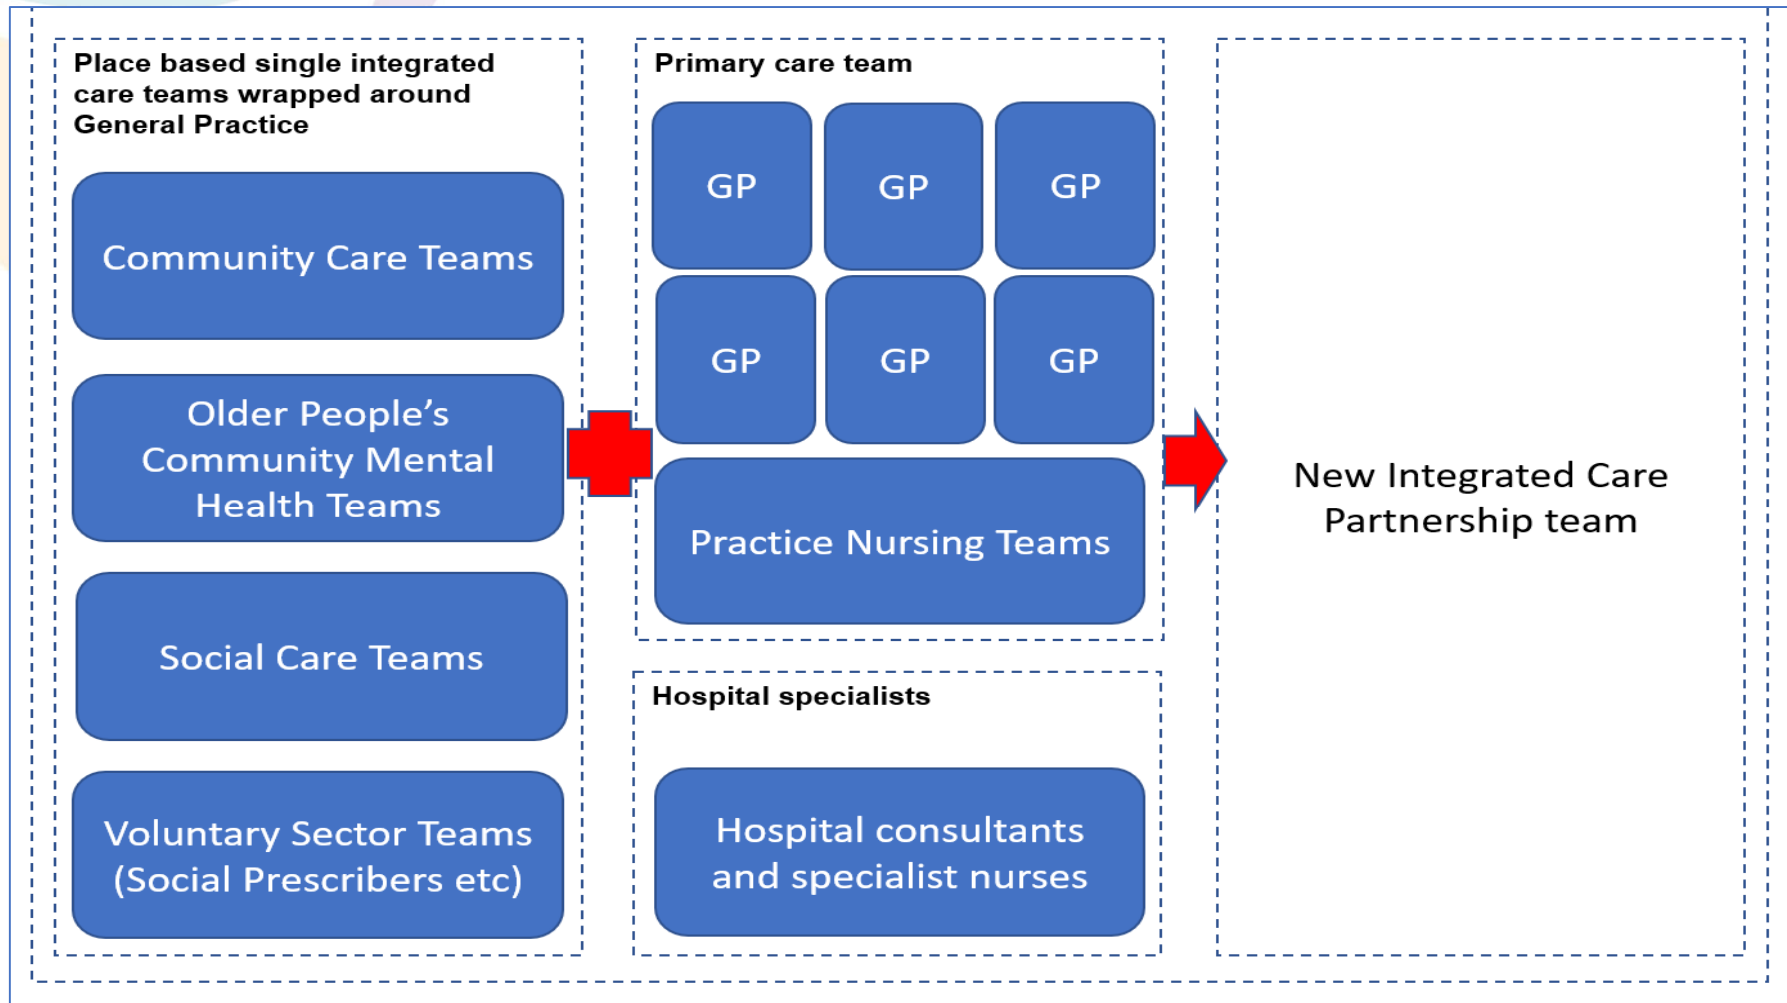 Place based single integrated
care teams wrapped around
General Practice
Community Care Teams
Older People’s
Community Mental
Health Teams
Social Care Teams
Voluntary Sector Teams
(Social Prescribers etc)
Primary care team
GP
GP
GP
GP
GP
GP
Practice Nursing Teams
Hospital specialists
Hospital consultants
and specialist nurses
New Integrated Care
Partnership team